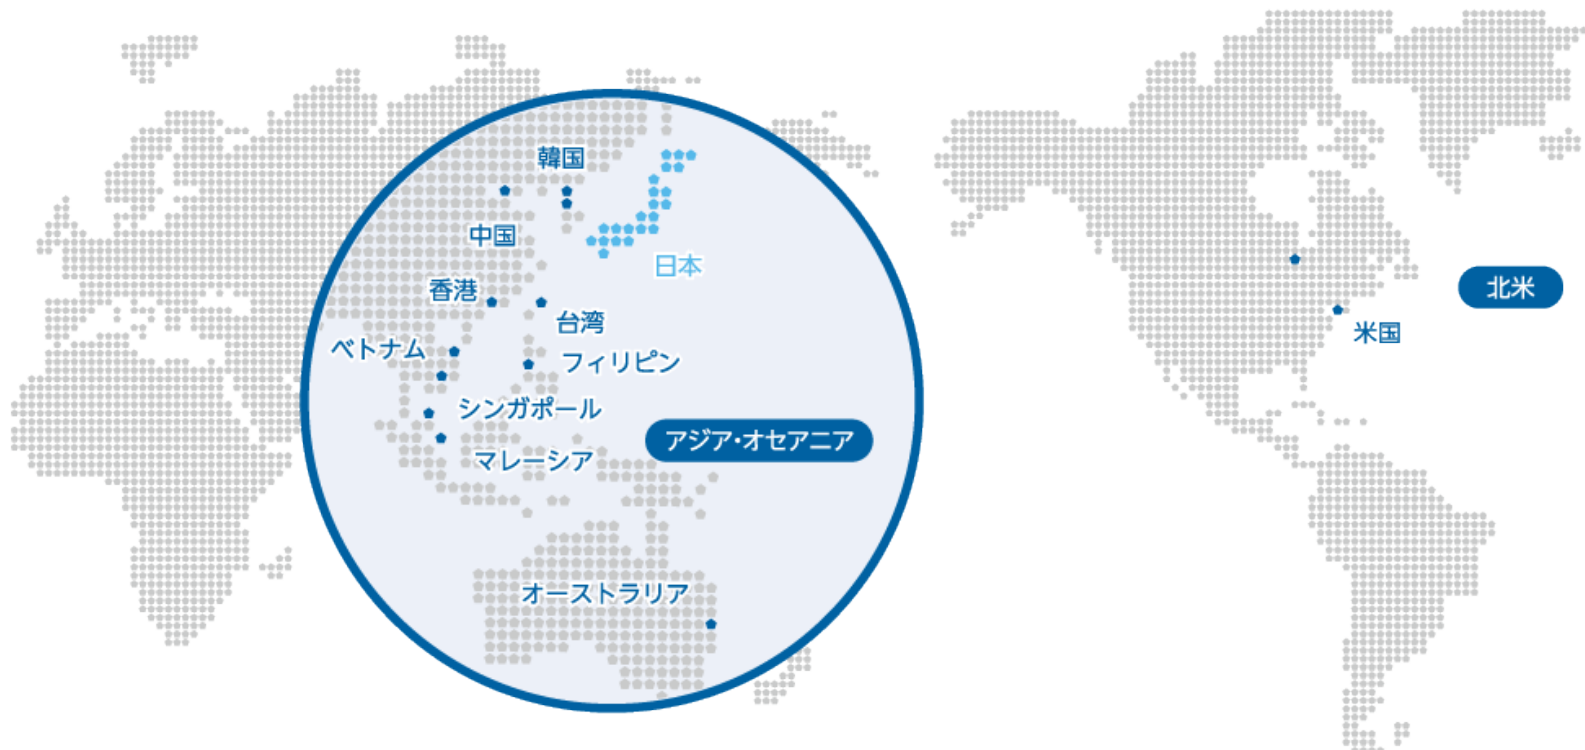 韓国
中国
日本
香港
台湾
ベトナム
フィリピン
シンガポール
マレーシア
アジア・オセアニア
オーストラリア
北米
米国